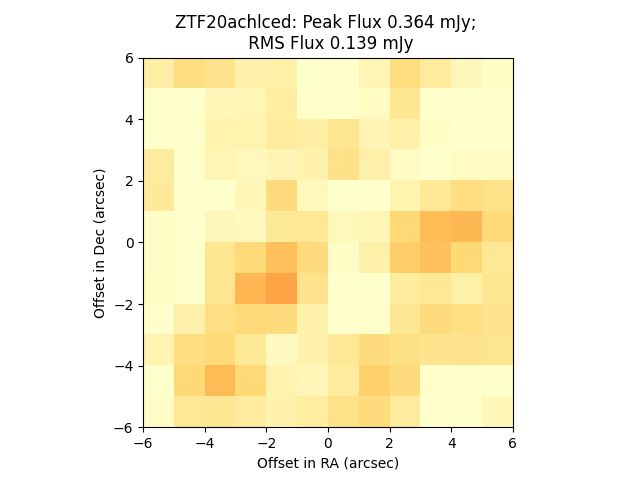 ZTF20achlced: Peak Flux 0.364 mJy;
RMS Flux 0.139 mJy
6
4
2
0
−2
−4
−6
Offset in Dec (arcsec)
−6 −4 −2 0 2 4 6
Offset in RA (arcsec)